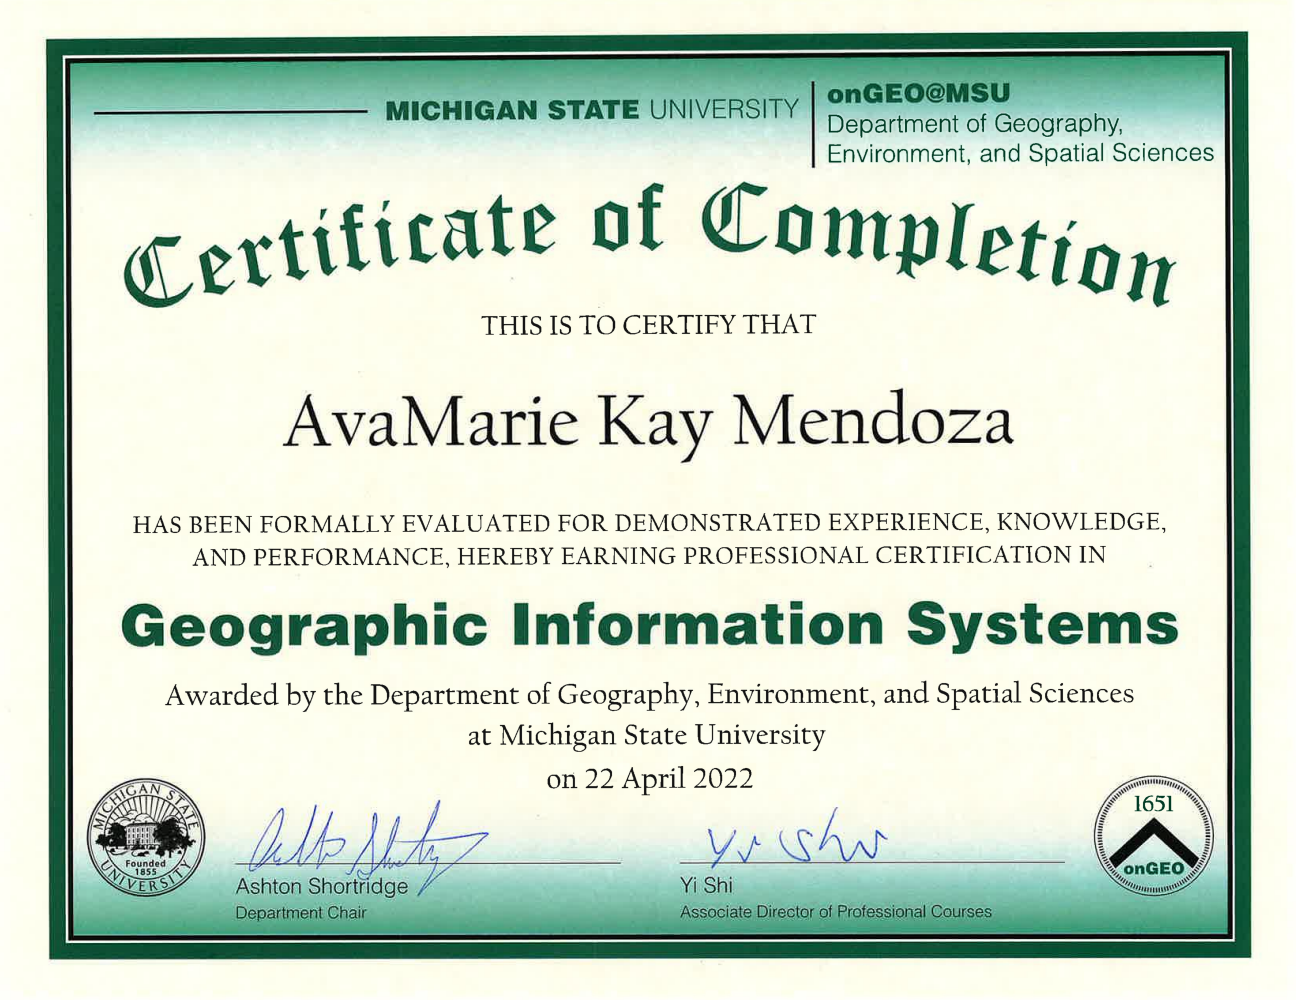 MICHIGAN STATE UNIVERSITY
onGEO@MSU
Department of Geography,
Environment, and Spatial Sciences
Certificate of Completion
THIS IS TO CERTIFY THAT
AvaMarie Kay Mendoza
HAS BEEN FORMALLY EVALUATED FOR DEMONSTRATED EXPERIENCE, KNOWLEDGE,
AND PERFORMANCE, HEREBY EARNING PROFESSIONAL CERTIFICATION IN
Geographic Information Systems
Awarded by the Department of Geography, Environment, and Spatial Sciences
at Michigan State University
on 22 April 2022
MICHIGAN STATE
UNIVERSITY
Founded
1855
Ashton Shortridge
Department Chair
Yi Shi
Yi Shi
Associate Director of Professional Courses
1651
onGEO